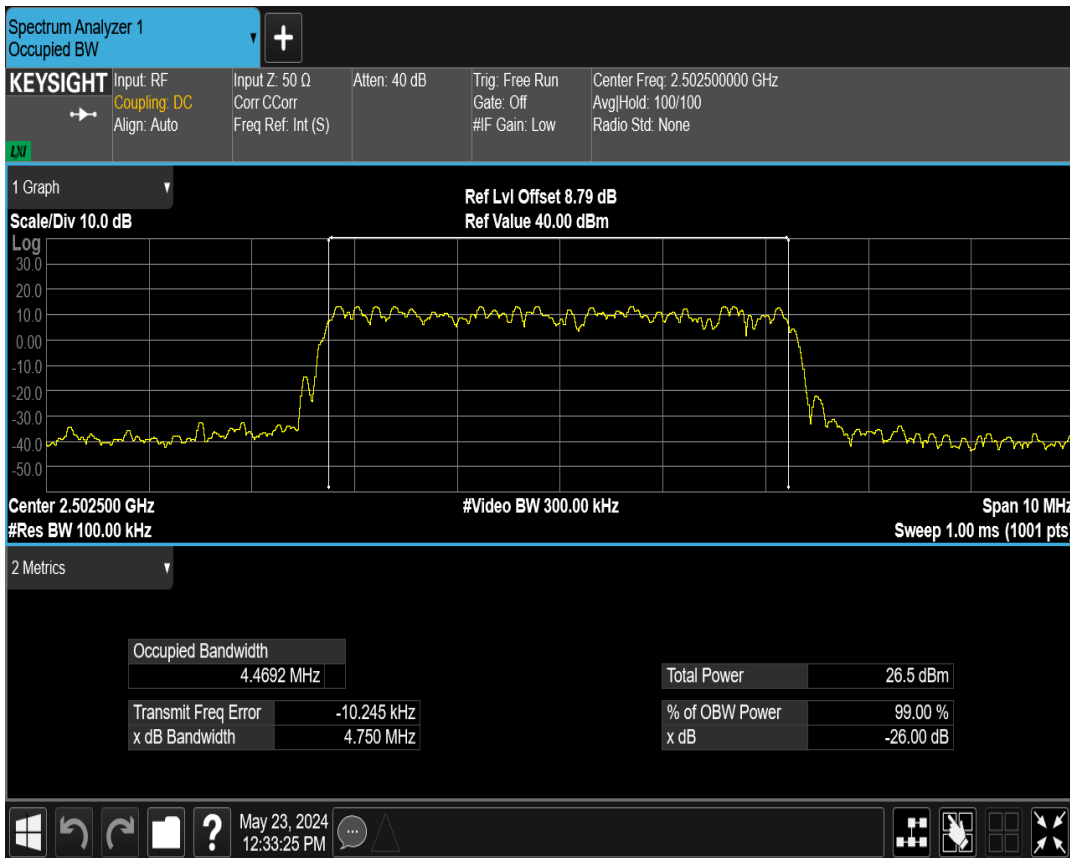 Spectrum Analyzer 1
Occupied BW
+
KEYSIGHT
LXI
Input: RF
Coupling: DC
Align: Auto
Input Z: 50 Ω
Corr CCorr
Freq Ref: Int (S)
Atten: 40 dB
Trig: Free Run
Gate: Off
#IF Gain: Low
Center Freq: 2.502500000 GHz
Avg|Hold: 100/100
Radio Std: None
1 Graph
Scale/Div 10.0 dB
Ref Lvl Offset 8.79 dB
Ref Value 40.00 dBm
Log
30.0
20.0
10.0
0.00
-10.0
-20.0
-30.0
-40.0
-50.0
Center 2.502500 GHz
#Video BW 300.00 kHz
Span 10 MHz
#Res BW 100.00 kHz
Sweep 1.00 ms (1001 pts)
2 Metrics
Occupied Bandwidth
4.4692 MHz
Total Power 26.5 dBm
Transmit Freq Error -10.245 kHz
% of OBW Power 99.00 %
x dB Bandwidth 4.750 MHz
x dB -26.00 dB
?
May 23, 2024
12:33:25 PM